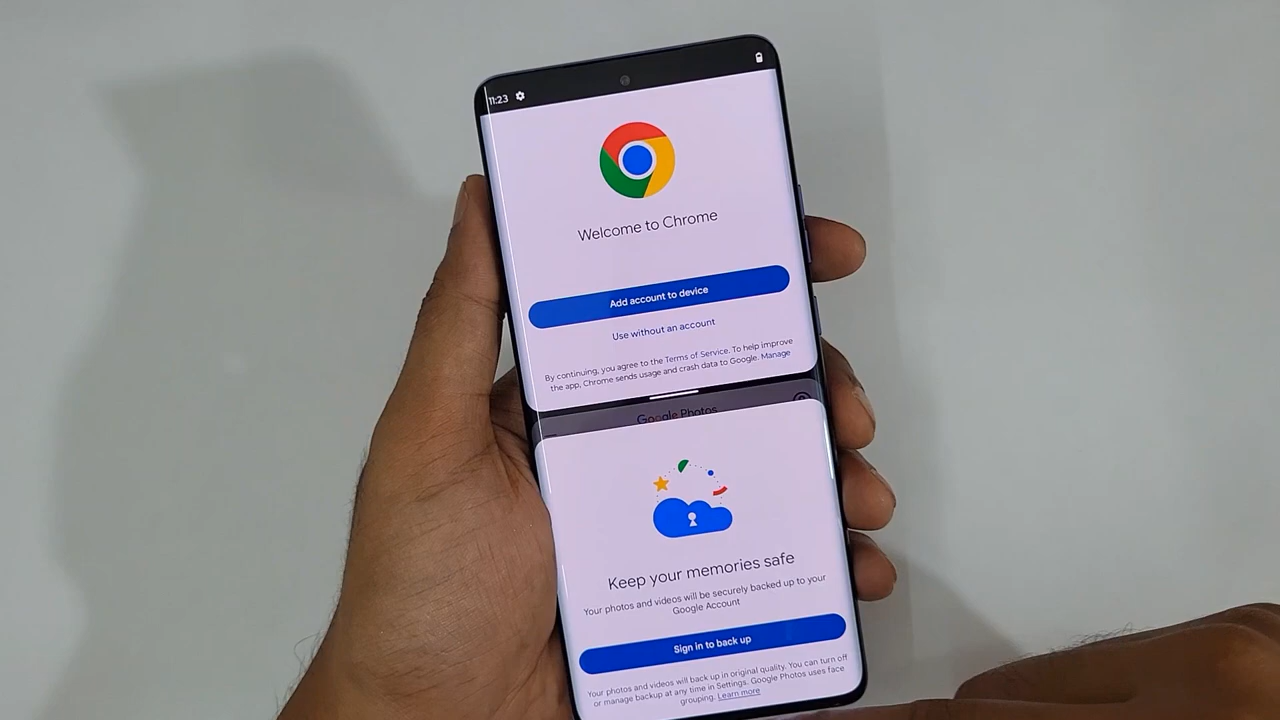 11:23
Welcome to Chrome
Add account to device
Use without an account
By continuing, you agree to the Terms of Service. To help improve
the app, Chrome sends usage and crash data to Google. Manage
Google Photos
Keep your memories safe
Your photos and videos will be securely backed up to your
Google Account
Sign in to back up
Your photos and videos will back up in original quality. You can turn off
or manage backup at any time in Settings. Google Photos uses face
grouping. Learn more